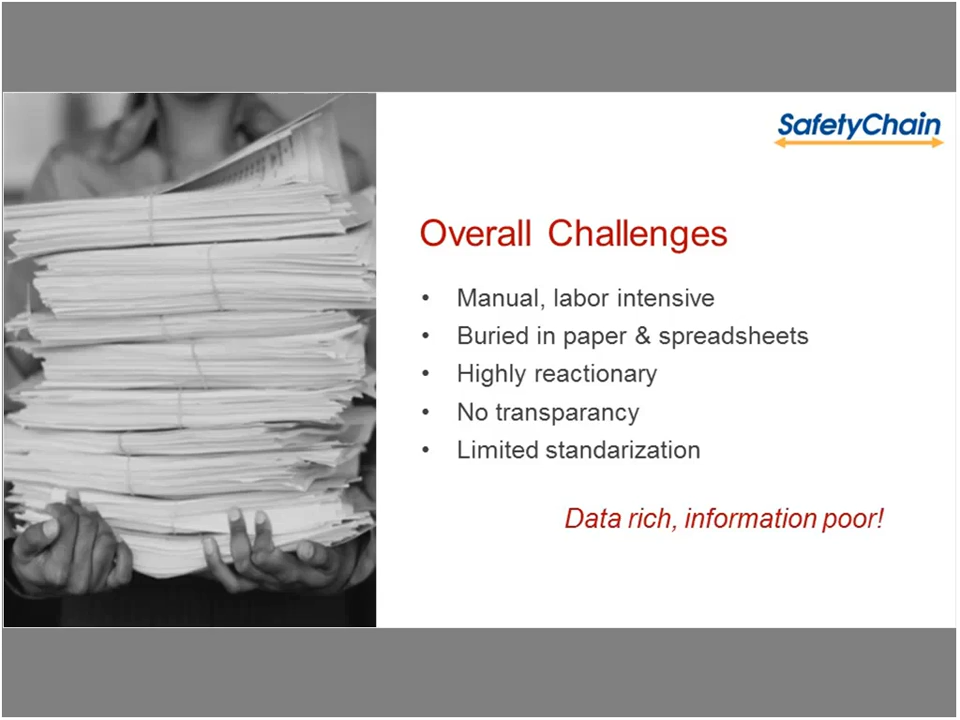 SafetyChain
Overall Challenges
• Manual, labor intensive
• Buried in paper & spreadsheets
• Highly reactionary
• No transparancy
• Limited standarization
Data rich, information poor!